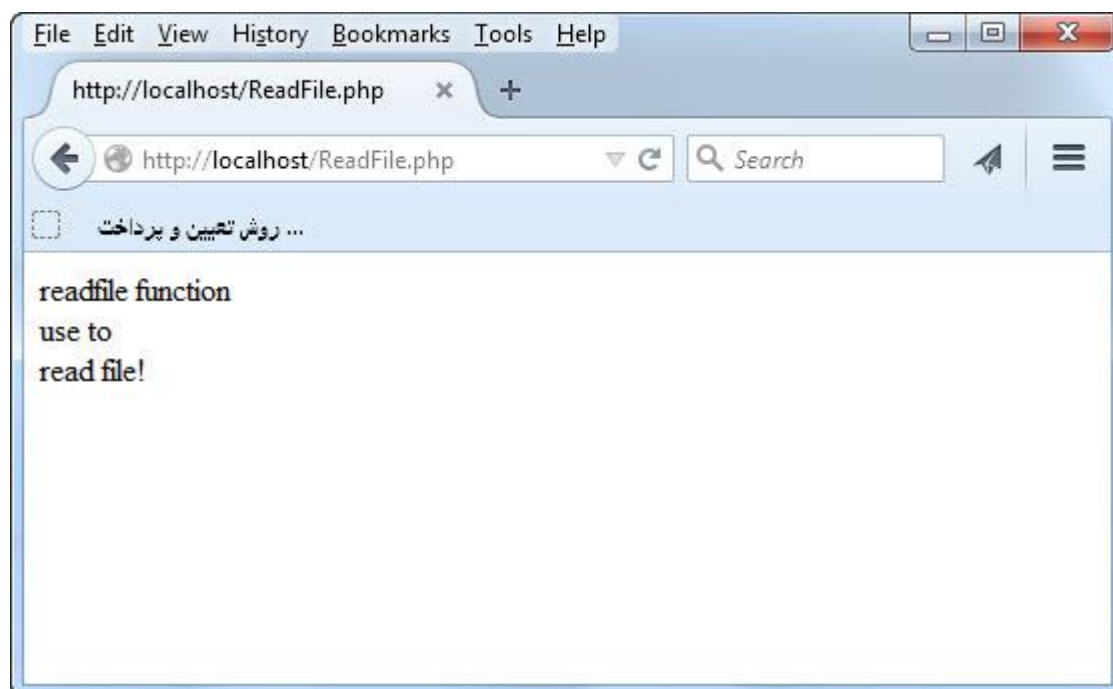 File Edit View History Bookmarks Tools Help
http://localhost/ReadFile.php
http://localhost/ReadFile.php Search
... روش تعیین و پرداخت
readfile function
use to
read file!